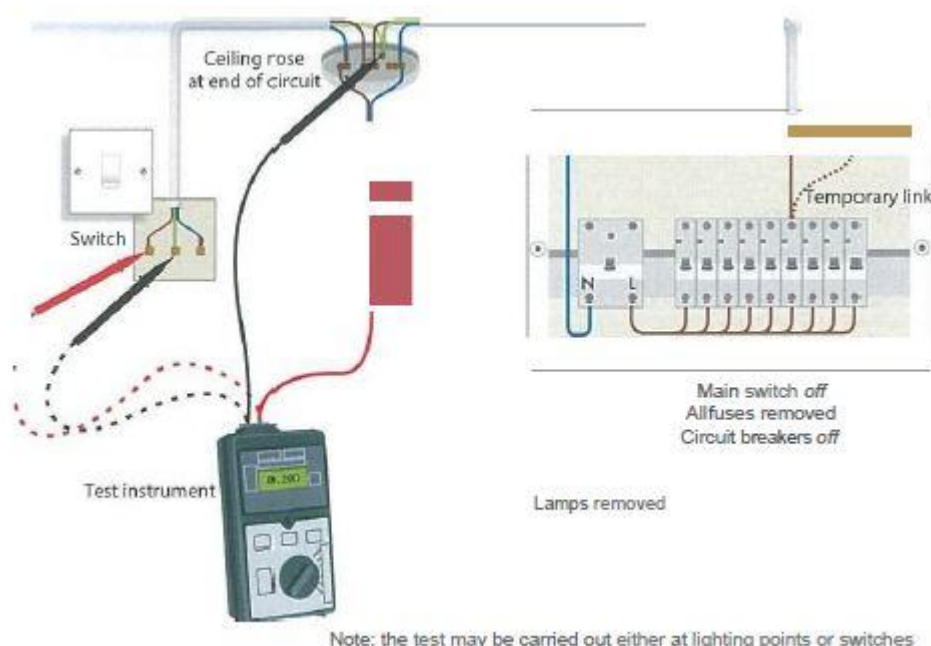 Ceiling rose
at end of circuit
Switch
Test instrument
Temporary link
N
L
Main switch off
Allfuses removed
Circuit breakers off
Lamps removed
Note: the test may be carried out either at lighting points or switches